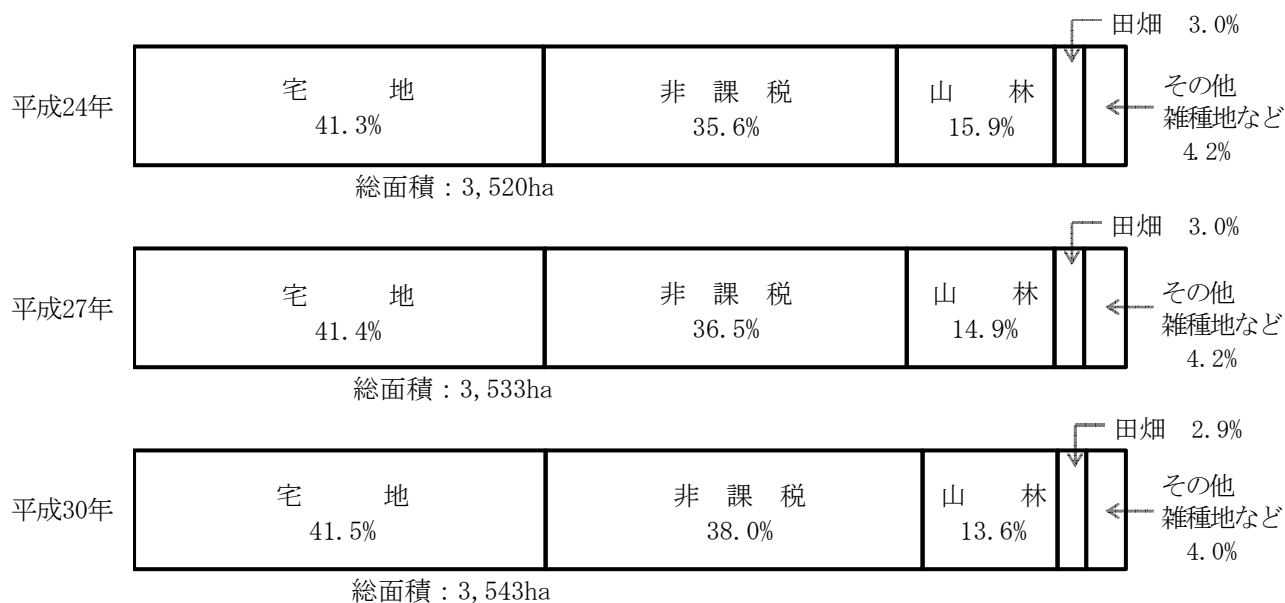 田畑 3.0%
平成24年
宅 地
41.3%
非 課 税
35.6%
山 林
15.9%
その他
雑種地など
4.2%
総面積：3,520ha
田畑 3.0%
平成27年
宅 地
41.4%
非 課 税
36.5%
山 林
14.9%
その他
雑種地など
4.2%
総面積：3,533ha
田畑 2.9%
平成30年
宅 地
41.5%
非 課 税
38.0%
山 林
13.6%
その他
雑種地など
4.0%
総面積：3,543ha